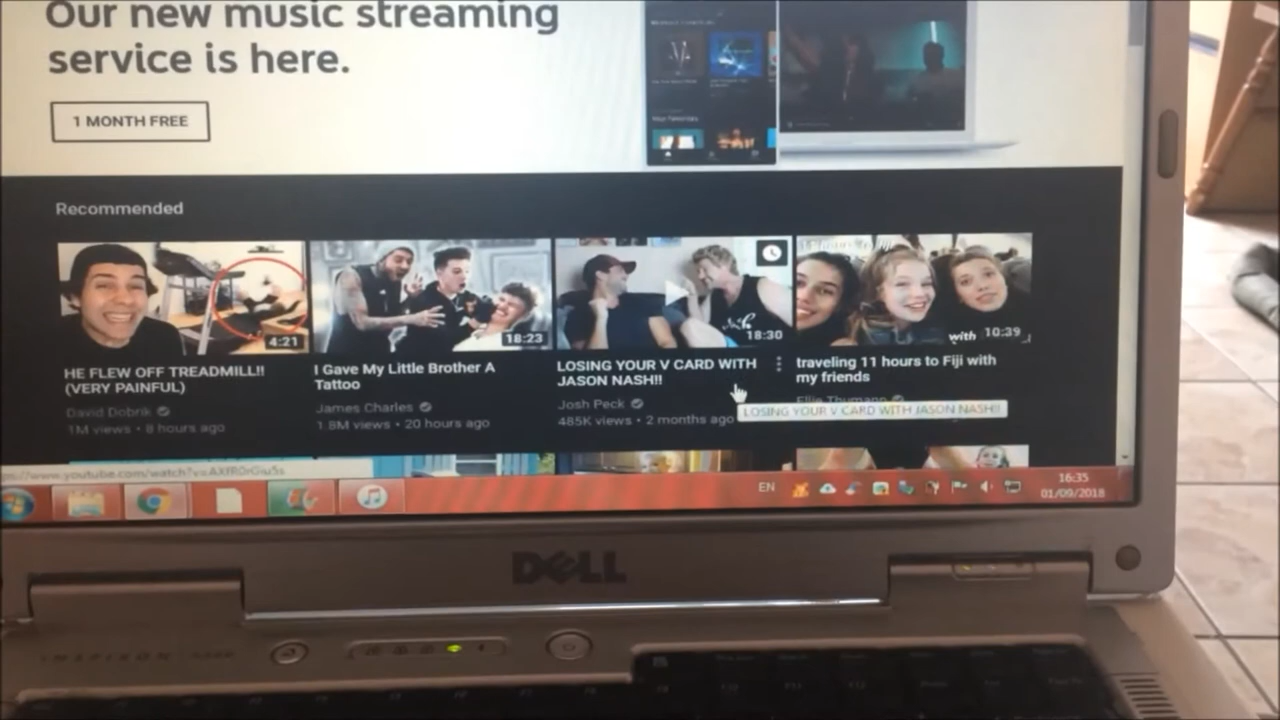 Our new music streaming
service is here.
1 MONTH FREE
Recommended
4:21
18:23
18:30
with
10:39
HE FLEW OFF TREADMILL!!
(VERY PAINFUL)
David Dobrik
1M views • 8 hours ago
I Gave My Little Brother A
Tattoo
James Charles
1.8M views • 20 hours ago
LOSING YOUR V CARD WITH
JASON NASH!!
Josh Peck
485K views • 2 months ago
traveling 11 hours to Fiji with
my friends
Ellie Thumann
LOSING YOUR V CARD WITH JASON NASH!!
EN
16:35
01/09/2018
DELL
INSPIRON